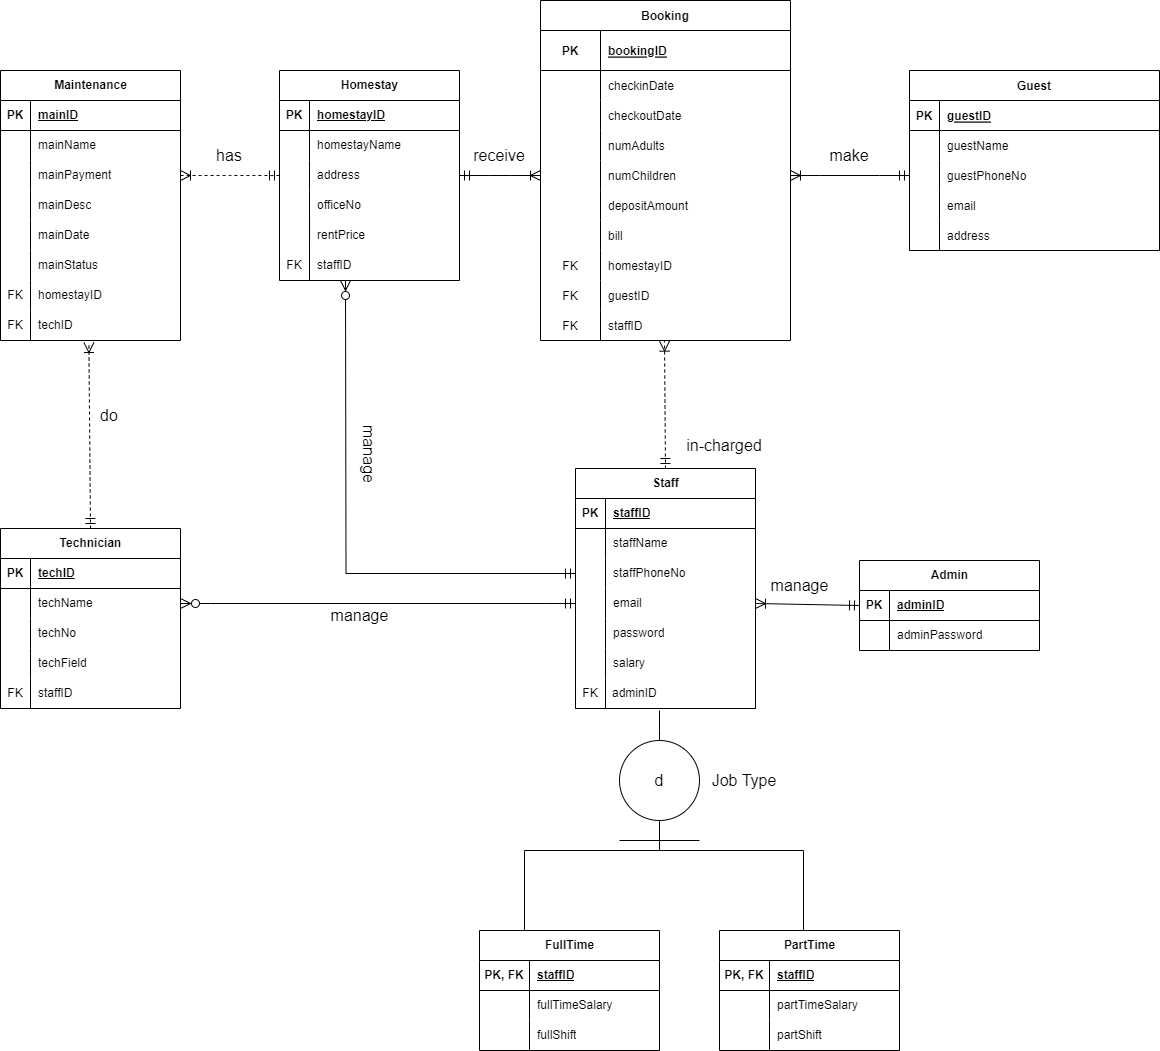 Booking
PK bookingID
checkinDate
checkoutDate
numAdults
numChildren
depositAmount
bill
FK homestayID
FK guestID
FK staffID
Maintenance
PK mainID
mainName
mainPayment
mainDesc
mainDate
mainStatus
FK homestayID
FK techID
has
Homestay
PK homestayID
homestayName
address
officeNo
rentPrice
FK staffID
receive
make
Guest
PK guestID
guestName
guestPhoneNo
email
address
do
manage
in-charged
Technician
PK techID
techName
techNo
techField
FK staffID
manage
Staff
PK staffID
staffName
staffPhoneNo
email
password
salary
FK adminID
manage
Admin
PK adminID
adminPassword
d
Job Type
FullTime
PK, FK staffID
fullTimeSalary
fullShift
PartTime
PK, FK staffID
partTimeSalary
partShift